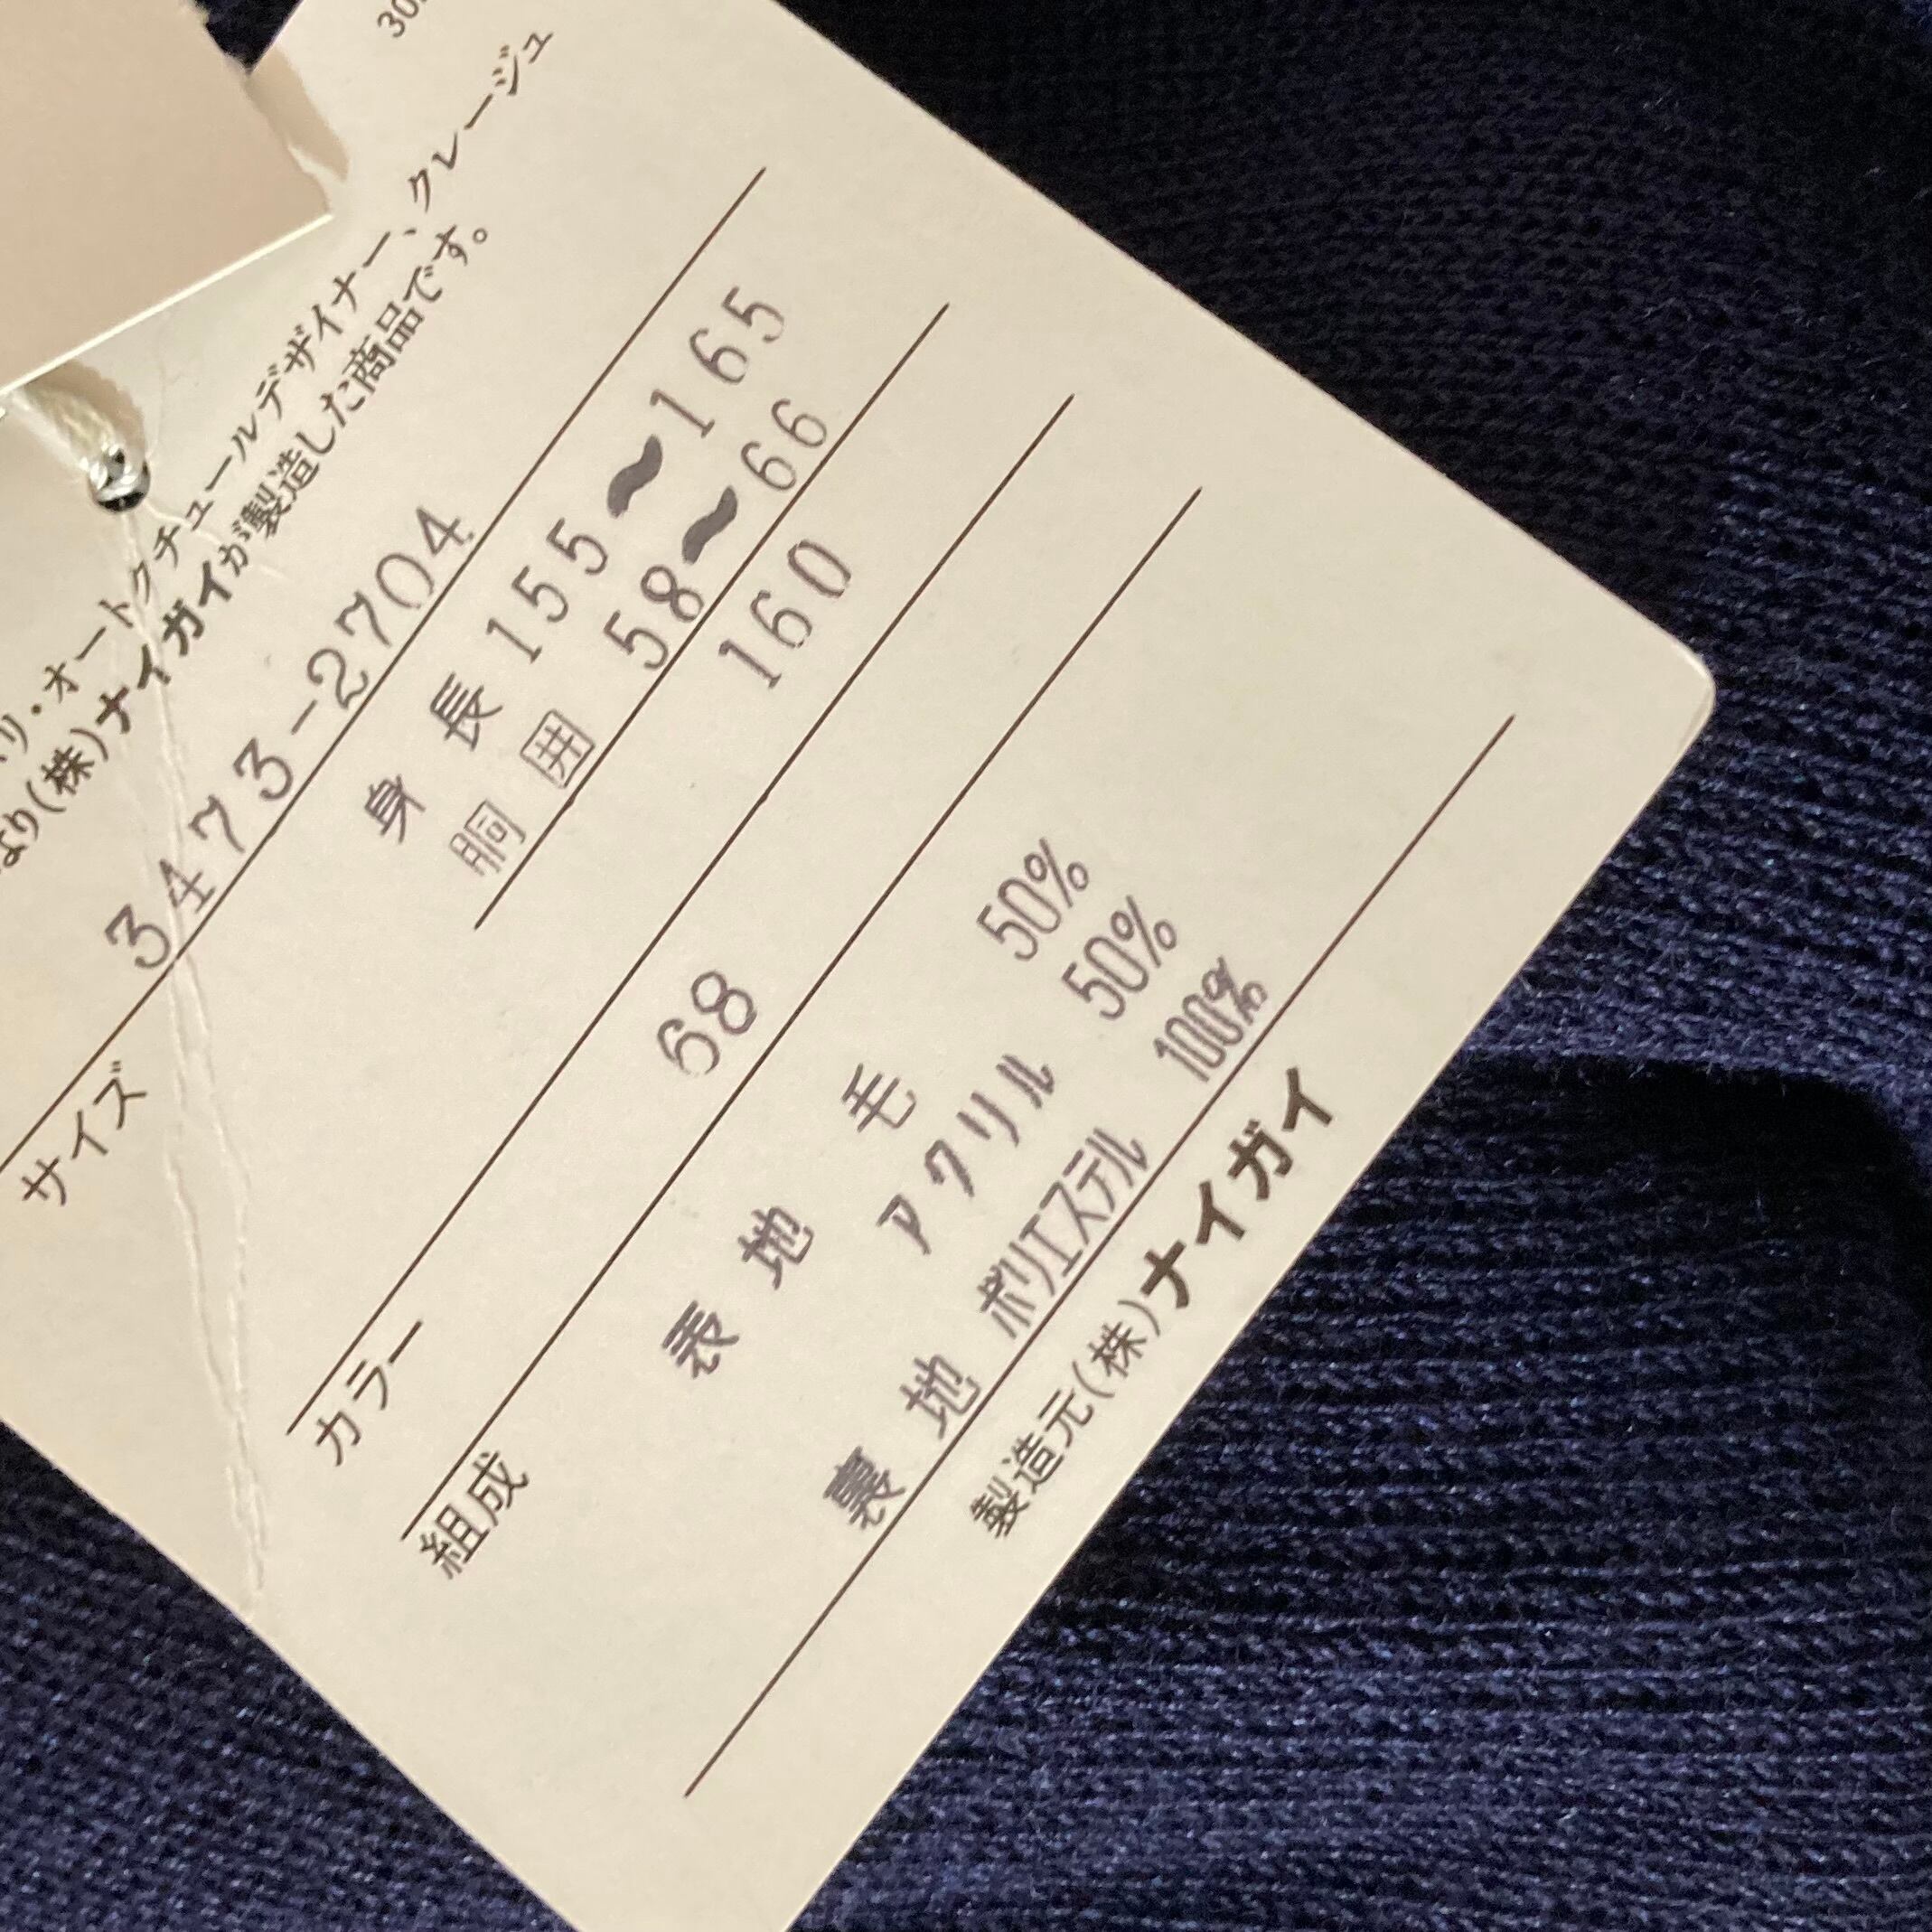 リ・オートクチュールデザイナー、クレージュ
より(株)ナイガイが製造した商品です。
3473-2704
サイズ
身長 155〜165
胴囲 58〜66
160
カラー
68
組成
表地 毛 50%
アクリル 50%
裏地 ポリエステル 100%
製造元(株)ナイガイ